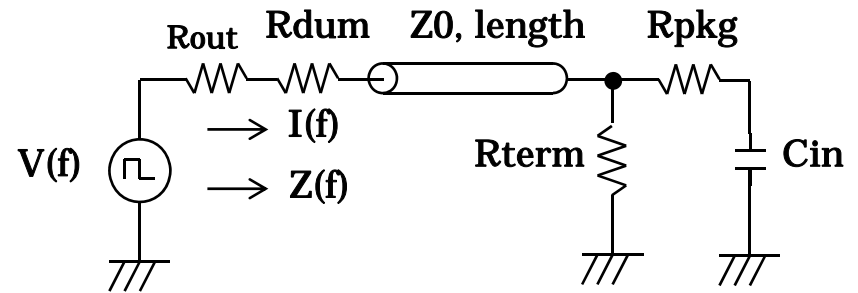 Rout Rdum Z0, length Rpkg
I(f)
V(f) Rterm Cin
Z(f)